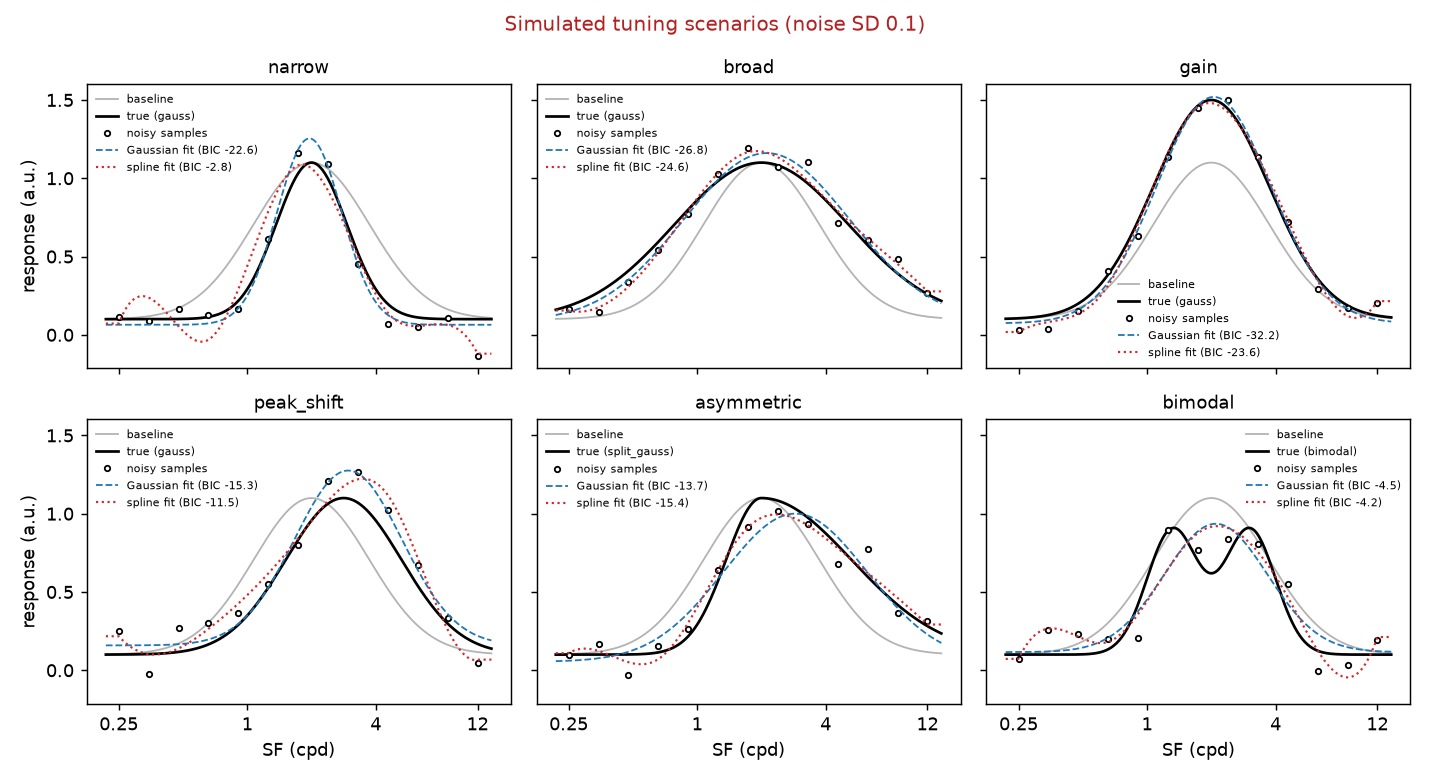 Simulated tuning scenarios (noise SD 0.1)
narrow
baseline
true (gauss)
noisy samples
Gaussian fit (BIC -22.6)
spline fit (BIC -2.8)
1.5
1.0
0.5
0.0
response (a.u.)
broad
baseline
true (gauss)
noisy samples
Gaussian fit (BIC -26.8)
spline fit (BIC -24.6)
gain
baseline
true (gauss)
noisy samples
Gaussian fit (BIC -32.2)
spline fit (BIC -23.6)
peak_shift
baseline
true (gauss)
noisy samples
Gaussian fit (BIC -15.3)
spline fit (BIC -11.5)
1.5
1.0
0.5
0.0
response (a.u.)
0.25 1 4 12
SF (cpd)
asymmetric
baseline
true (split_gauss)
noisy samples
Gaussian fit (BIC -13.7)
spline fit (BIC -15.4)
0.25 1 4 12
SF (cpd)
bimodal
baseline
true (bimodal)
noisy samples
Gaussian fit (BIC -4.5)
spline fit (BIC -4.2)
0.25 1 4 12
SF (cpd)